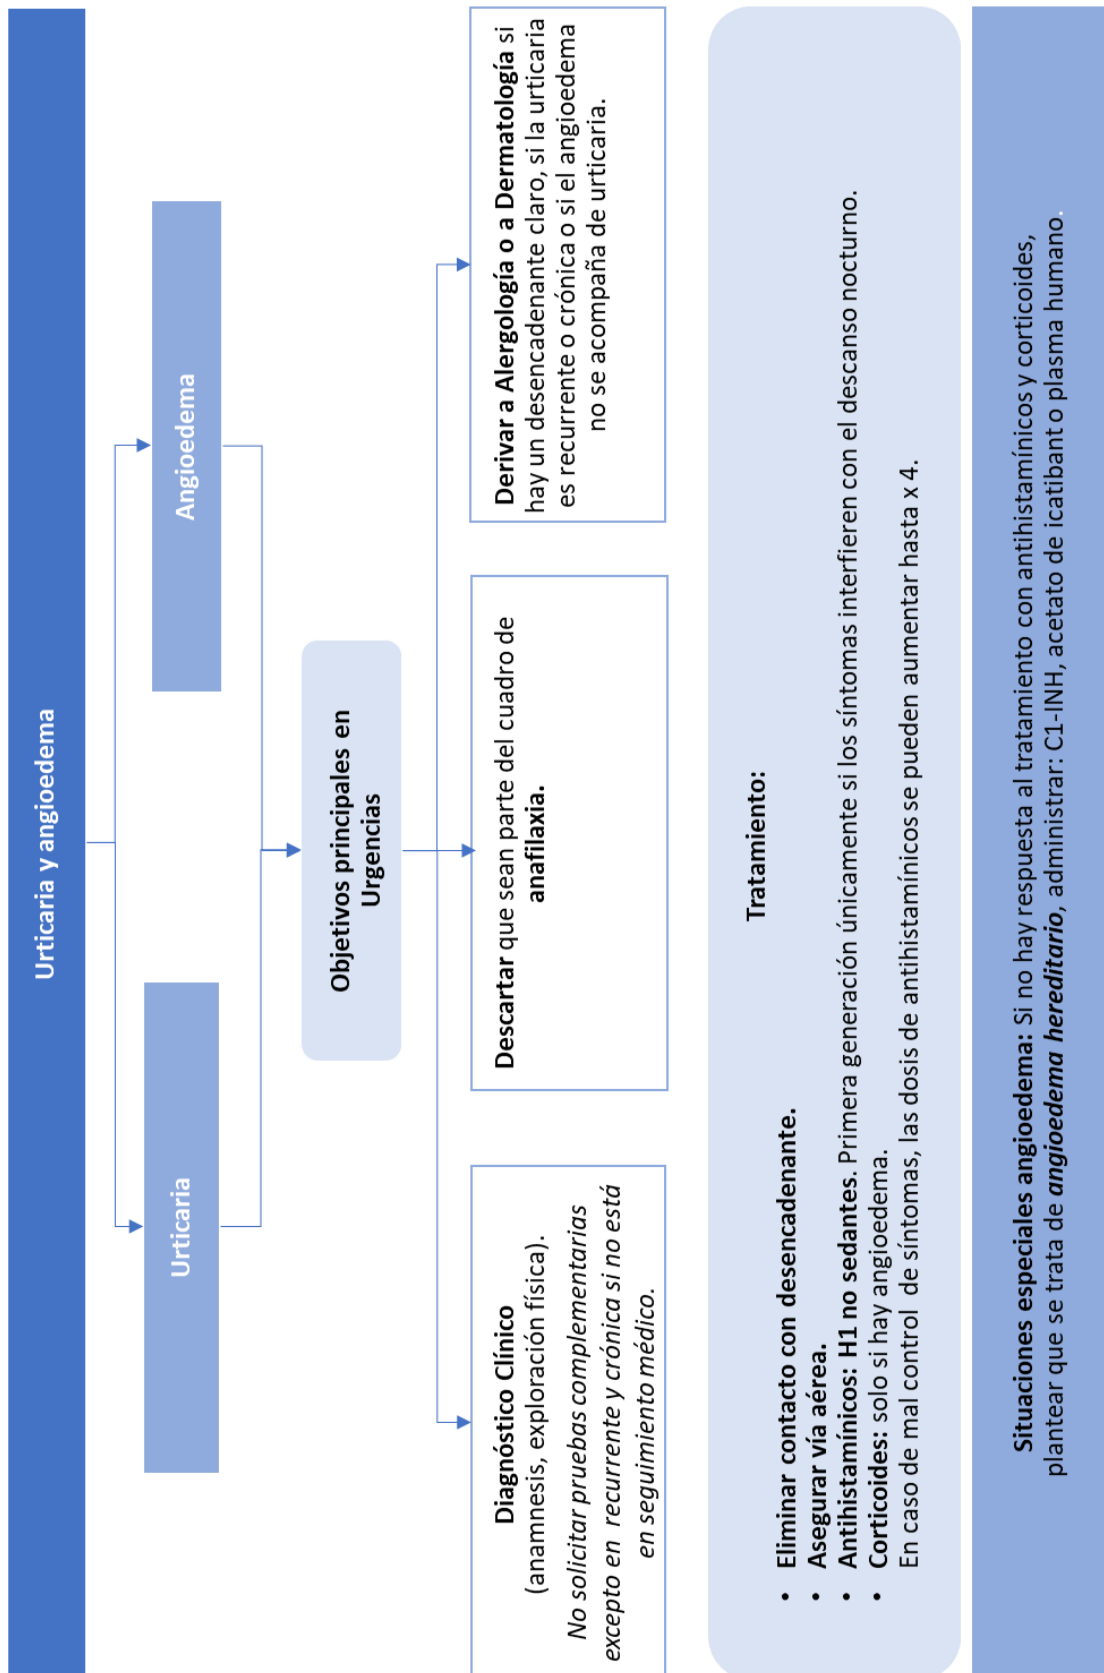 Urticaria y angioedema
Urticaria
Angioedema
Objetivos principales en
Urgencias
Diagnóstico Clínico
(anamnesis, exploración física).
No solicitar pruebas complementarias
excepto en recurrente y crónica si no está
en seguimiento médico.
Descartar que sean parte del cuadro de
anafilaxia.
Derivar a Alergología o a Dermatología si
hay un desencadenante claro, si la urticaria
es recurrente o crónica o si el angioedema
no se acompaña de urticaria.
Tratamiento:
• Eliminar contacto con desencadenante.
• Asegurar vía aérea.
• Antihistamínicos: H1 no sedantes. Primera generación únicamente si los síntomas interfieren con el descanso nocturno.
• Corticoides: solo si hay angioedema.
En caso de mal control de síntomas, las dosis de antihistamínicos se pueden aumentar hasta x 4.
Situaciones especiales angioedema: Si no hay respuesta al tratamiento con antihistamínicos y corticoides,
plantear que se trata de angioedema hereditario, administrar: C1-INH, acetato de icatibant o plasma humano.